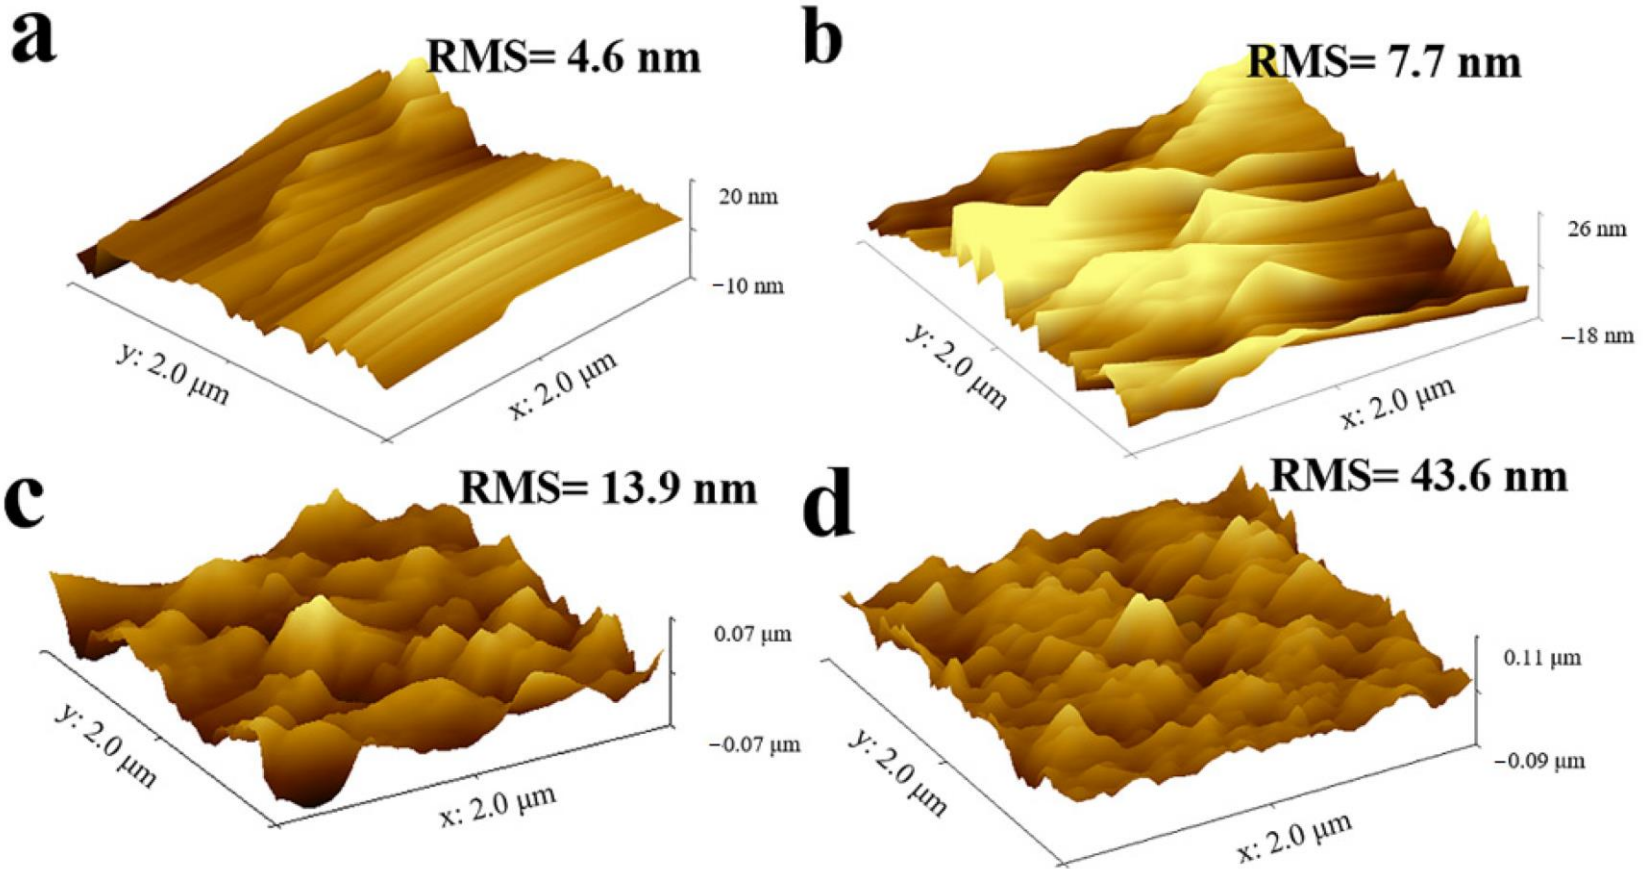 a
RMS= 4.6 nm
20 nm
−10 nm
y: 2.0 μm
x: 2.0 μm
b
RMS= 7.7 nm
26 nm
−18 nm
y: 2.0 μm
x: 2.0 μm
c
RMS= 13.9 nm
0.07 μm
−0.07 μm
y: 2.0 μm
x: 2.0 μm
d
RMS= 43.6 nm
0.11 μm
−0.09 μm
y: 2.0 μm
x: 2.0 μm